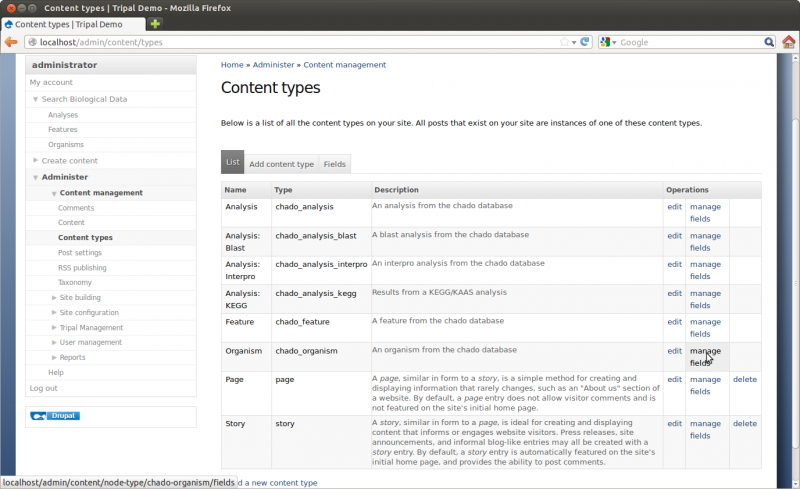 Content types | Tripal Demo - Mozilla Firefox
Content types | Tripal Demo
localhost/admin/content/types
Google
administrator
My account
Search Biological Data
Analyses
Features
Organisms
Create content
Administer
Content management
Comments
Content
Content types
Post settings
RSS publishing
Taxonomy
Site building
Site configuration
Tripal Management
User management
Reports
Help
Log out
Drupal
Home » Administer » Content management
Content types
Below is a list of all the content types on your site. All posts that exist on your site are instances of one of these content types.
List Add content type Fields
Name Type Description Operations
Analysis chado_analysis An analysis from the chado database edit manage
fields
Analysis: chado_analysis_blast A blast analysis from the chado database edit manage
Blast fields
Analysis: chado_analysis_interpro An interpro analysis from the chado database edit manage
Interpro fields
Analysis: chado_analysis_kegg Results from a KEGG/KAAS analysis edit manage
KEGG fields
Feature chado_feature A feature from the chado database edit manage
fields
Organism chado_organism An organism from the chado database edit manage
fields
Page page A page, similar in form to a story, is a simple method for creating and edit manage delete
displaying information that rarely changes, such as an "About us" section of fields
a website. By default, a page entry does not allow visitor comments and is
not featured on the site's initial home page.
Story story A story, similar in form to a page, is ideal for creating and displaying edit manage delete
content that informs or engages website visitors. Press releases, site fields
announcements, and informal blog-like entries may all be created with a
story entry. By default, a story entry is automatically featured on the site's
initial home page, and provides the ability to post comments.
localhost/admin/content/node-type/chado-organism/fields
d a new content type